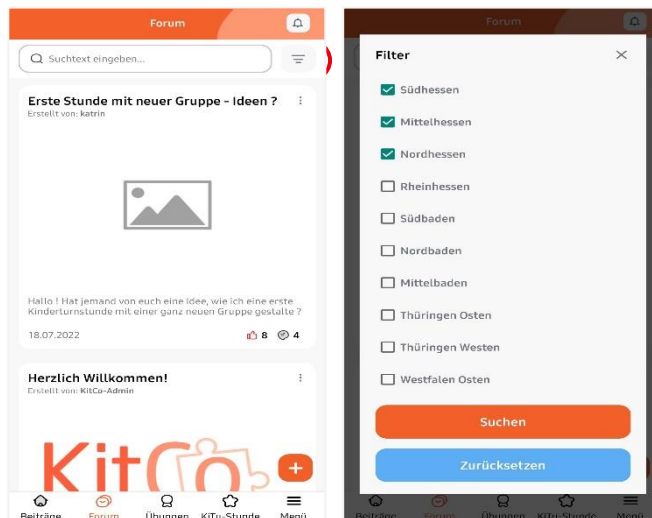 Forum
Suchtext eingeben...
Erste Stunde mit neuer Gruppe - Ideen ?
Erstellt von: katrin
Hallo ! Hat jemand von euch eine Idee, wie ich eine erste
Kinderturnstunde mit einer ganz neuen Gruppe gestalte ?
18.07.2022 8 4
Herzlich Willkommen!
Erstellt von: KitCo-Admin
KitCo
+
Beiträge Forum Übungen KiTu-Stunde Menü
Forum
Filter
Südhessen
Mittelhessen
Nordhessen
Rheinhessen
Südbaden
Nordbaden
Mittelbaden
Thüringen Osten
Thüringen Westen
Westfalen Osten
Suchen
Zurücksetzen
Beiträge Forum Übungen KiTu-Stunde Menü